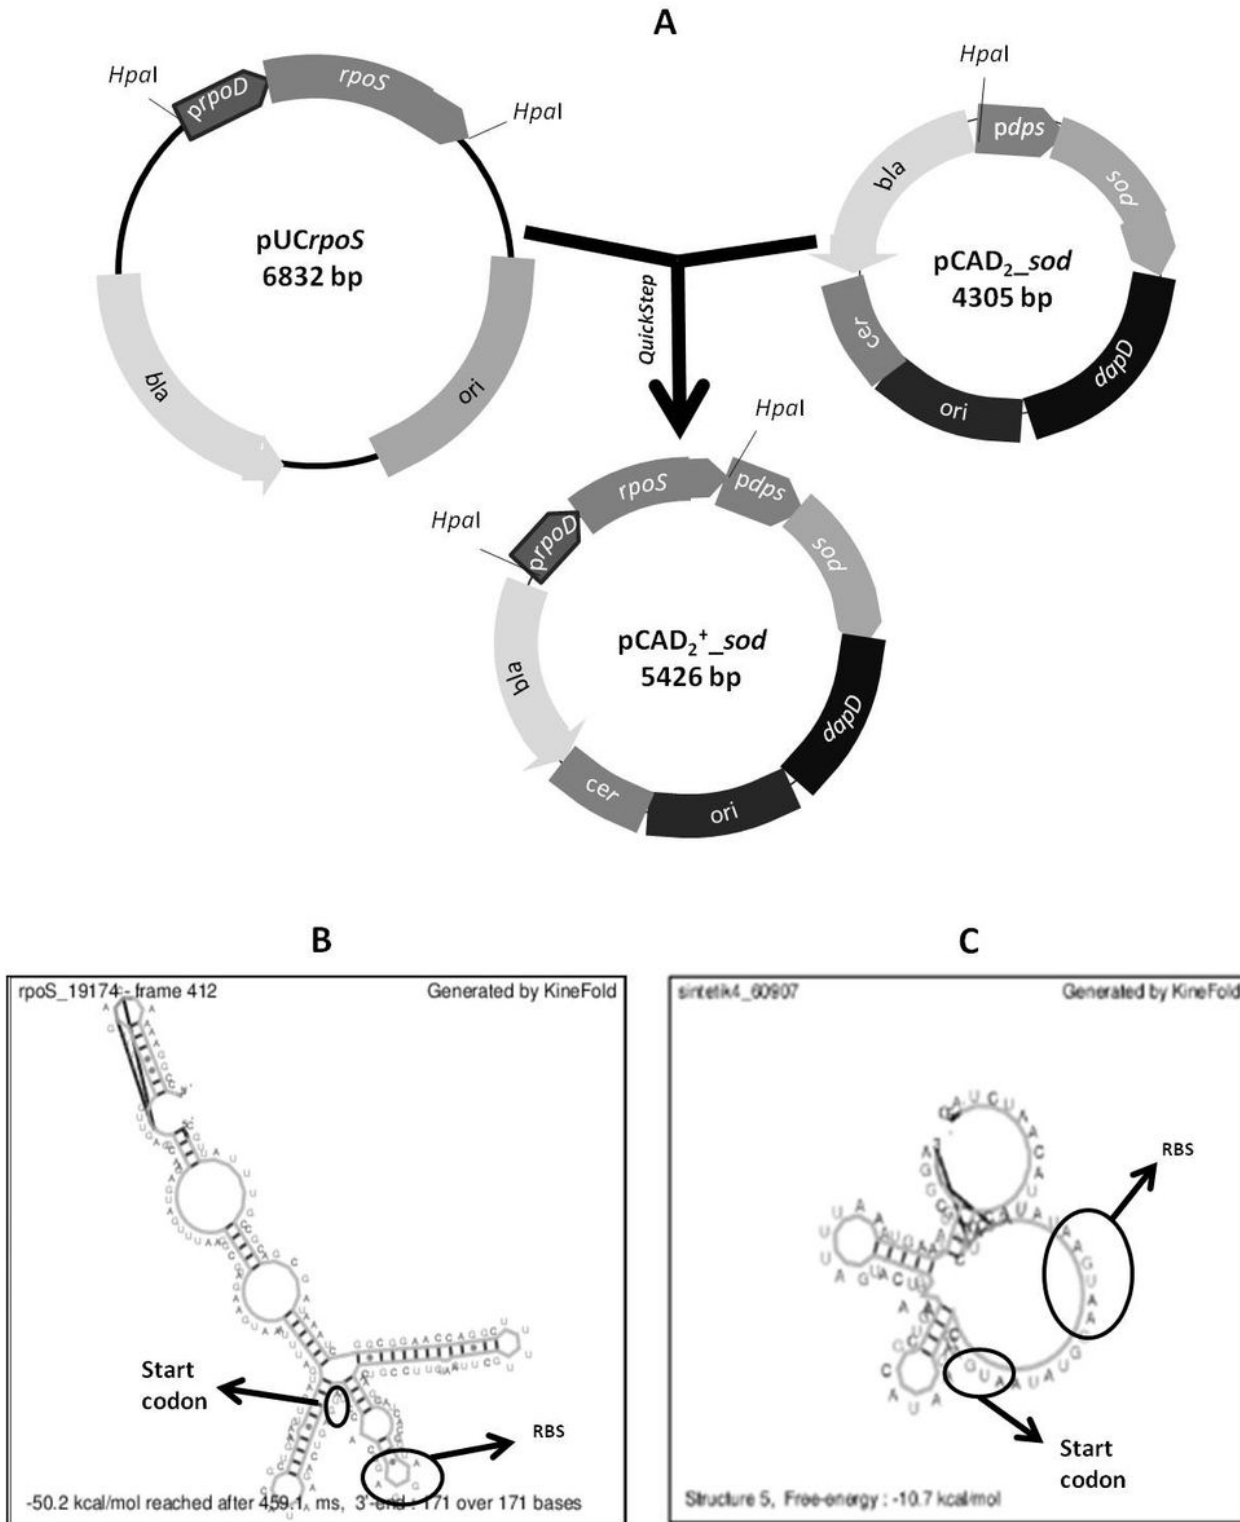 A
HpaI
prpoD
rpoS
HpaI
pUCrpoS
6832 bp
bla
ori
HpaI
pdps
sod
bla
pCAD₂_sod
4305 bp
cer
dapD
ori
QuickStep
HpaI
rpoS
pdps
HpaI
prpoD
sod
pCAD₂⁺_sod
5426 bp
bla
dapD
cer
ori
B
C
rpoS_19174 - frame 412
Generated by KineFold
Start
codon
RBS
-50.2 kcal/mol reached after 459.1, ms, 3'-end : 171 over 171 bases
sintetik4_60907
Generated by KineFold
RBS
Start
codon
Structure 5, Free-energy : -10.7 kcal/mol